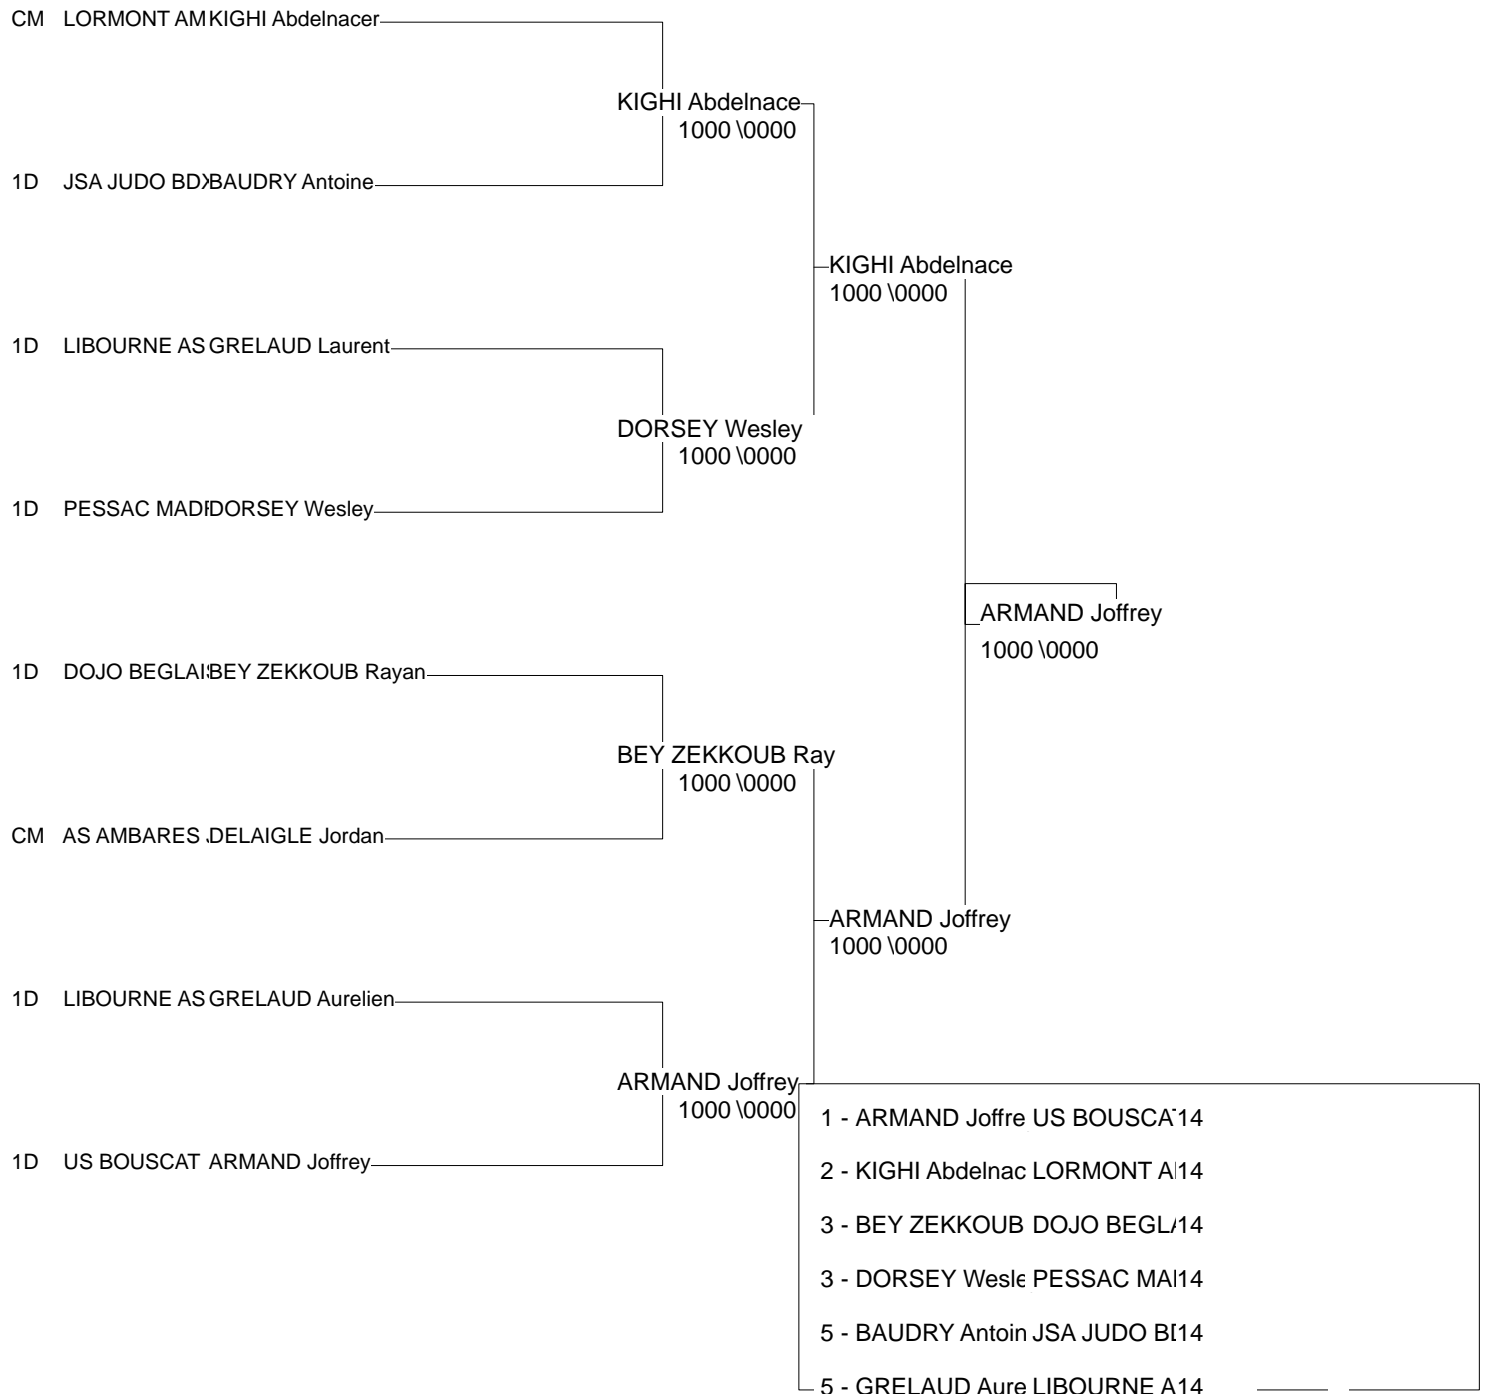 CM LORMONT AM KIGHI Abdelnacer
KIGHI Abdelnace
1000 \0000
1D JSA JUDO BDX BAUDRY Antoine
KIGHI Abdelnace
1000 \0000
1D LIBOURNE AS GRELAUD Laurent
DORSEY Wesley
1000 \0000
1D PESSAC MADR DORSEY Wesley
ARMAND Joffrey
1000 \0000
1D DOJO BEGLAIS BEY ZEKKOUB Rayan
BEY ZEKKOUB Ray
1000 \0000
CM AS AMBARES J DELAIGLE Jordan
ARMAND Joffrey
1000 \0000
1D LIBOURNE AS GRELAUD Aurelien
ARMAND Joffrey
1000 \0000
1D US BOUSCAT ARMAND Joffrey
1 - ARMAND Joffre US BOUSCAT 14
2 - KIGHI Abdelnac LORMONT A 14
3 - BEY ZEKKOUB DOJO BEGLA 14
3 - DORSEY Wesle PESSAC MA 14
5 - BAUDRY Antoin JSA JUDO B 14
5 - GRELAUD Aure LIBOURNE A 14